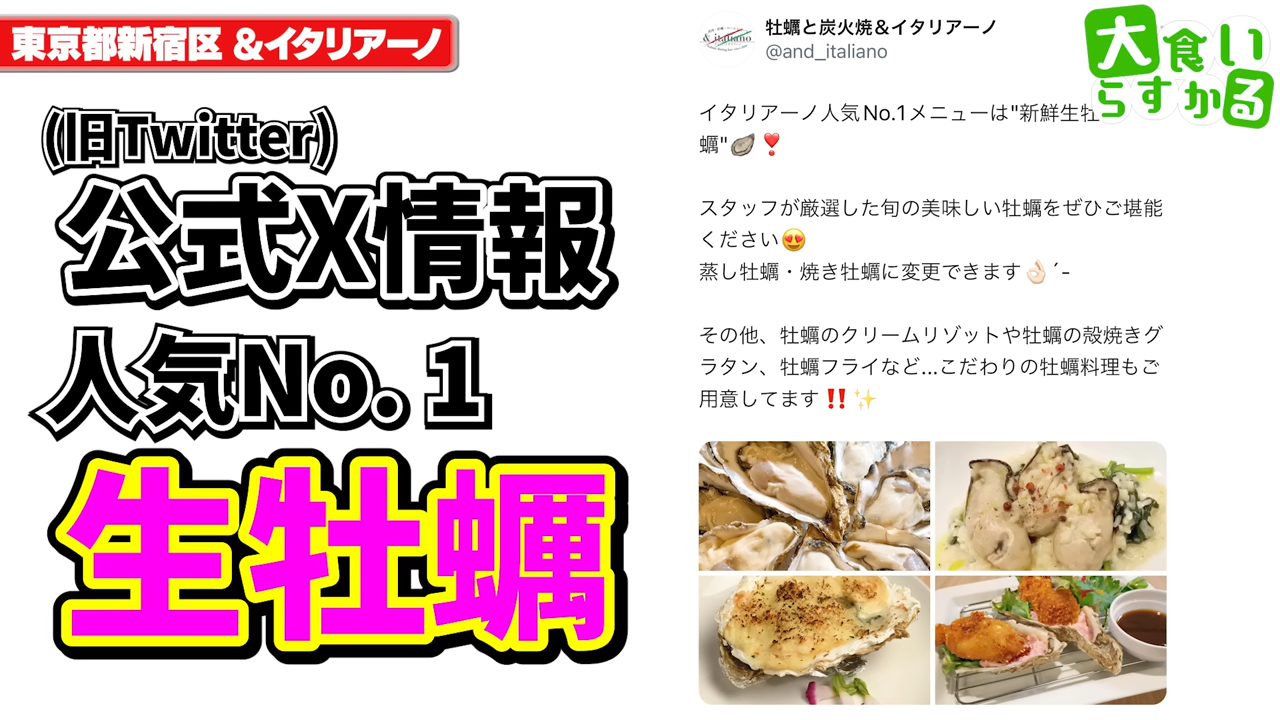 東京都新宿区 &イタリアーノ
(旧Twitter)
公式X情報
人気No. 1
生牡蠣
& italiano
牡蠣と炭火焼&イタリアーノ
@and_italiano
イタリアーノ人気No.1メニューは"新鮮生牡
蠣"🦪❣️
スタッフが厳選した旬の美味しい牡蠣をぜひご堪能
ください😍
蒸し牡蠣・焼き牡蠣に変更できます👌🏻´-
その他、牡蠣のクリームリゾットや牡蠣の殻焼きグ
ラタン、牡蠣フライなど...こだわりの牡蠣料理もご
用意してます‼️✨
大食い
らすかる